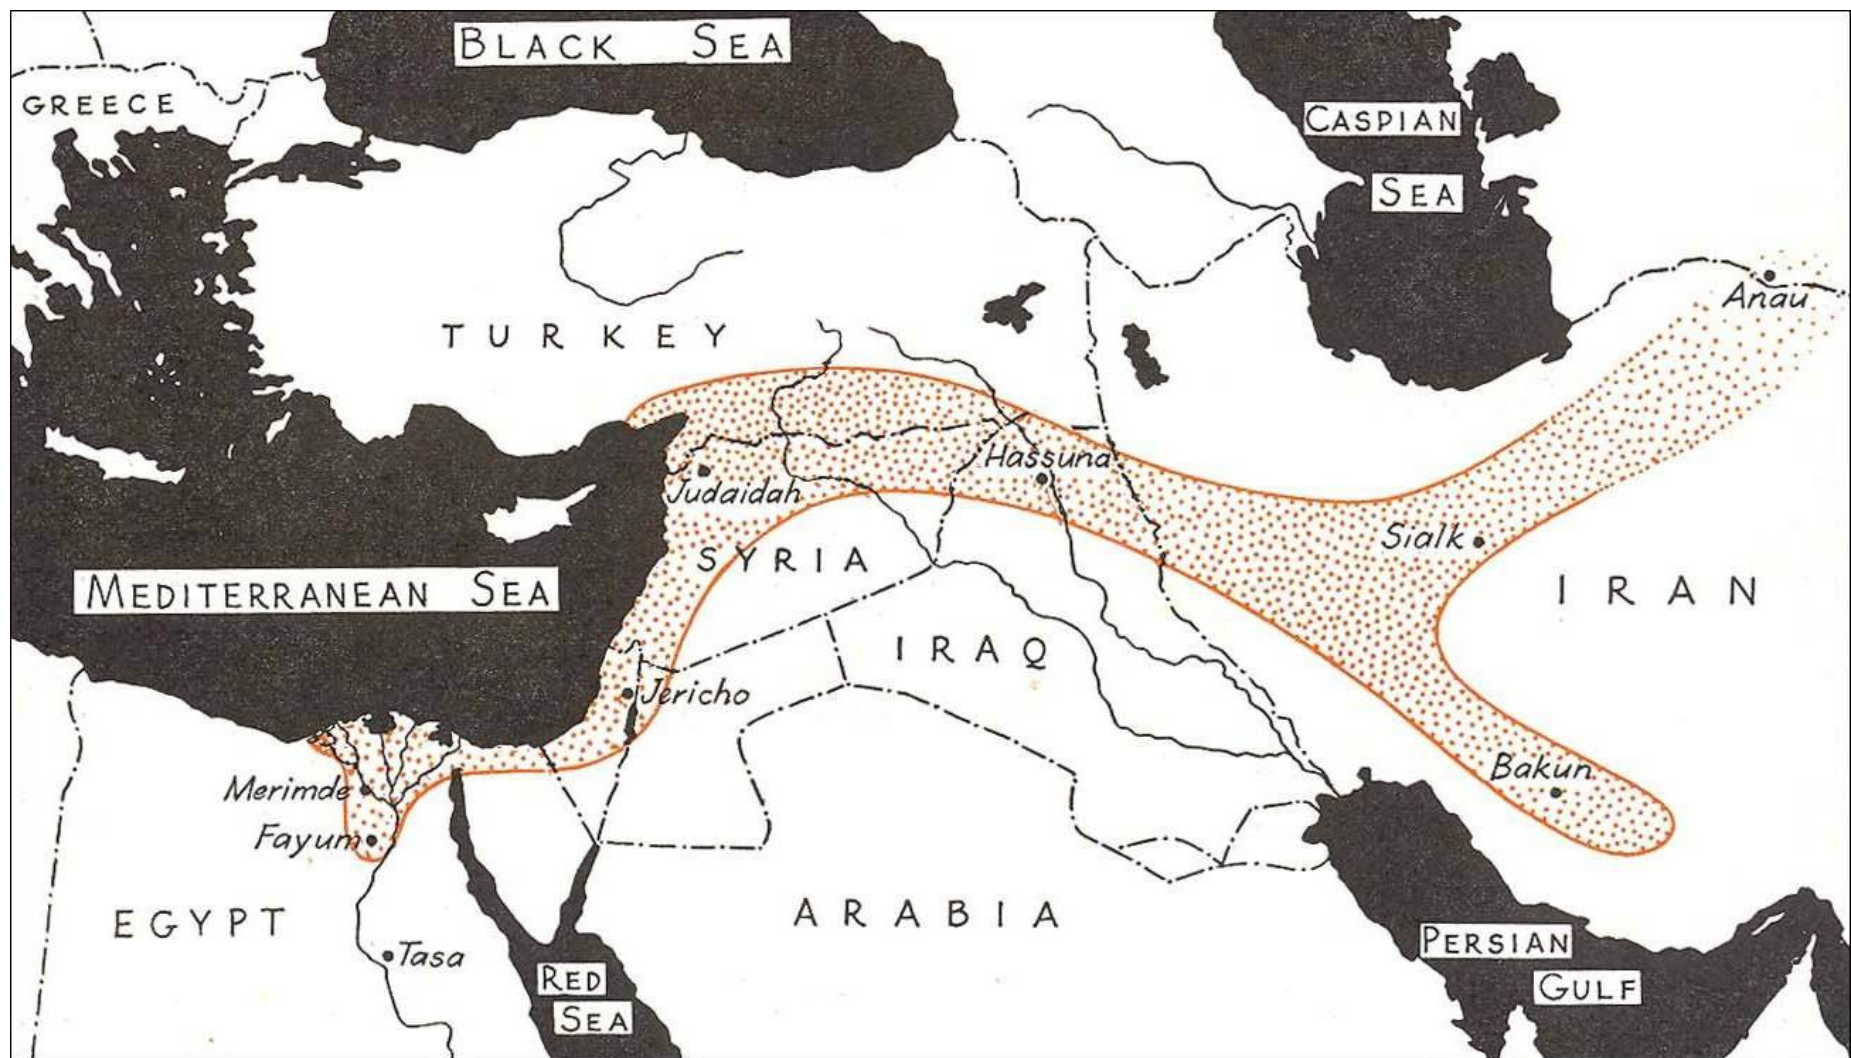 BLACK SEA
GREECE
CASPIAN
SEA
Anau
TURKEY
Hassuna
Judaidah
Sialk
SYRIA
MEDITERRANEAN SEA
IRAN
IRAQ
Jericho
Bakun
Merimde
Fayum
ARABIA
EGYPT
PERSIAN
Tasa
RED
GULF
SEA